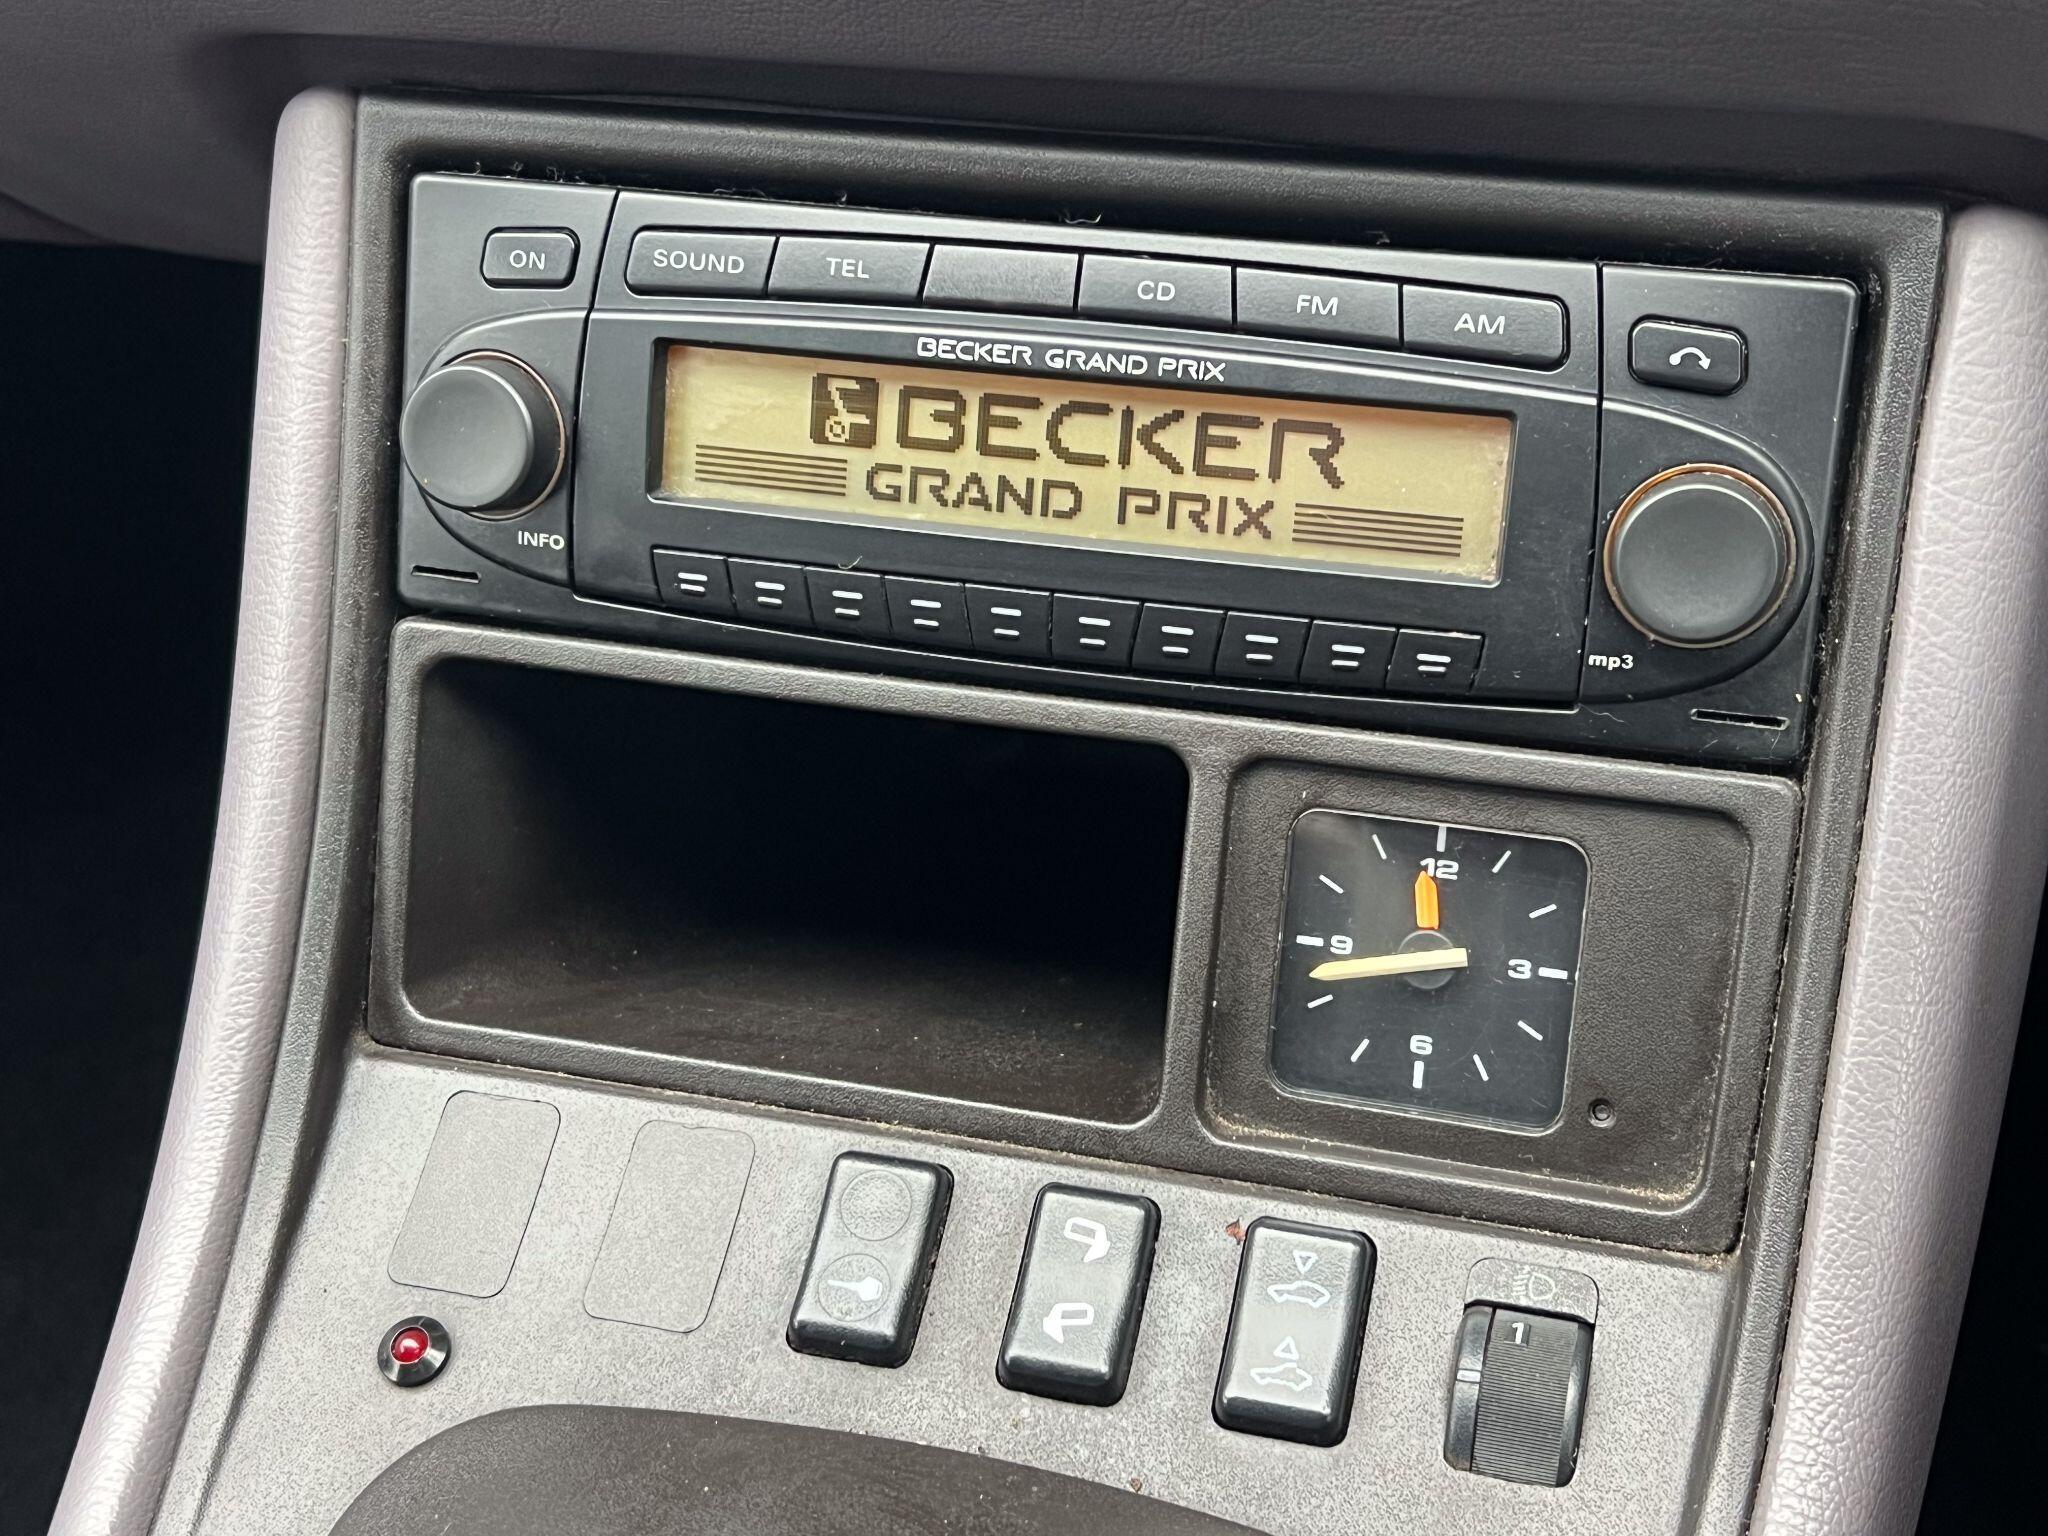 ON
SOUND TEL CD FM AM
BECKER GRAND PRIX
BECKER
GRAND PRIX
INFO
mp3
12
9
3
6
1